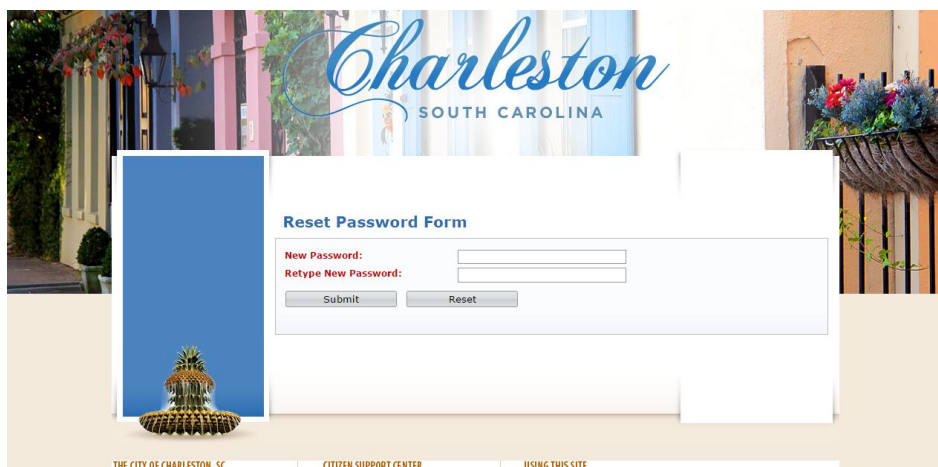 Charleston
SOUTH CAROLINA
Reset Password Form
New Password:
Retype New Password:
Submit Reset
THE CITY OF CHARLESTON, SC CITIZEN SUPPORT CENTER USING THIS SITE